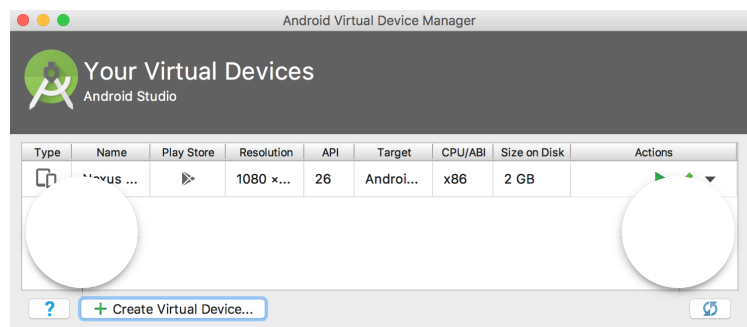 Android Virtual Device Manager
Your Virtual Devices
Android Studio
Type Name Play Store Resolution API Target CPU/ABI Size on Disk Actions
Nexus ... 1080 ×... 26 Androi... x86 2 GB
? + Create Virtual Device...